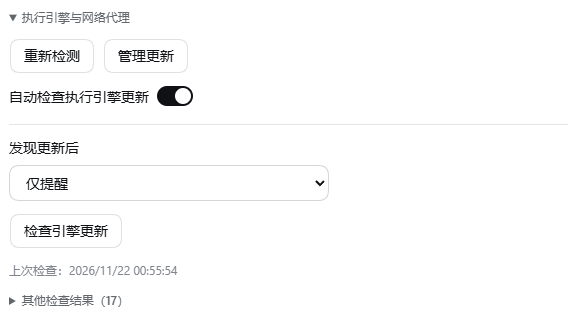 执行引擎与网络代理
重新检测 管理更新
自动检查执行引擎更新
发现更新后
仅提醒
检查引擎更新
上次检查：2026/11/22 00:55:54
其他检查结果（17）